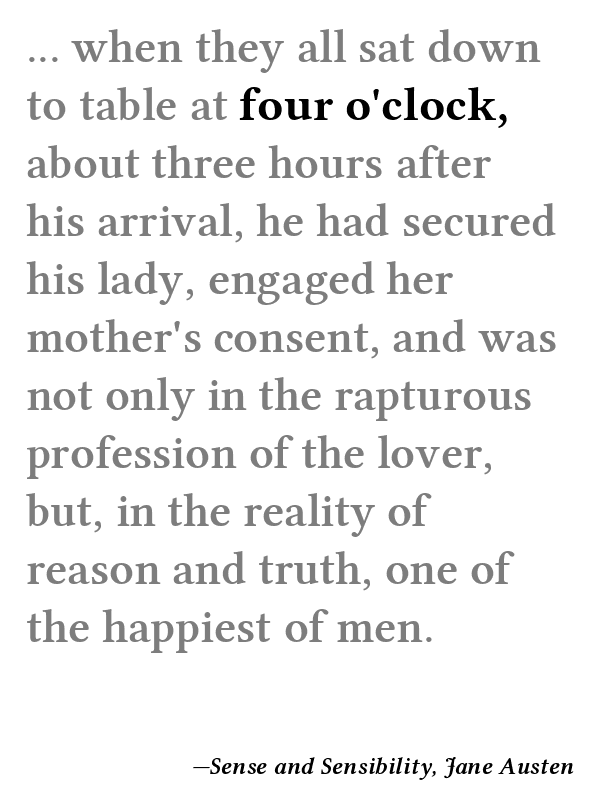 ... when they all sat down
to table at four o'clock,
about three hours after
his arrival, he had secured
his lady, engaged her
mother's consent, and was
not only in the rapturous
profession of the lover,
but, in the reality of
reason and truth, one of
the happiest of men.
—Sense and Sensibility, Jane Austen